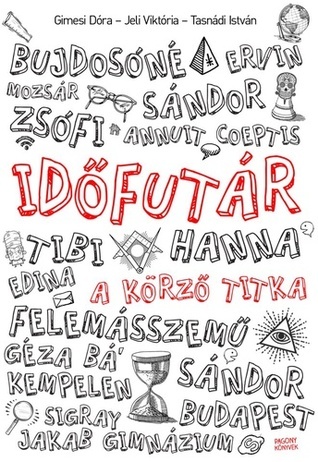 Gimesi Dóra – Jeli Viktória – Tasnádi István
BUJDOSÓNÉ ERVIN
MOZSÁR SÁNDOR
ZSÓFI ANNUIT COEPTIS
IDŐFUTÁR
TIBI HANNA
EDINA A KÖRZŐ TITKA
FELEMÁSSZEMŰ
GÉZA BÁ'
KEMPELEN SÁNDOR
SIGRAY BUDAPEST
JAKAB GIMNÁZIUM
PAGONY
KÖNYVEK